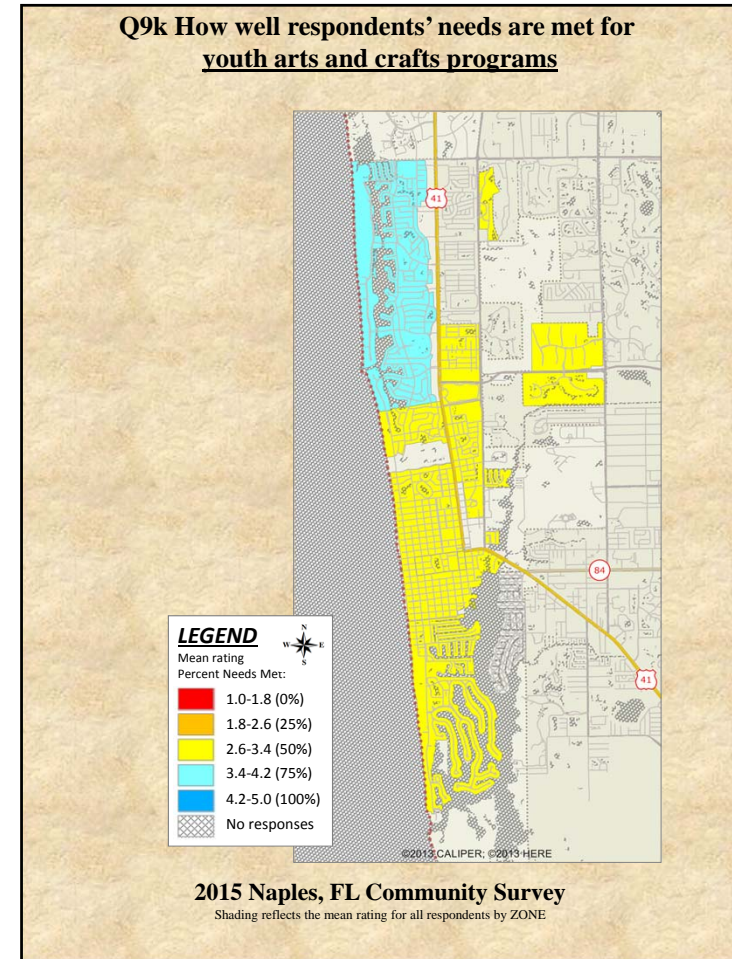 Q9k How well respondents' needs are met for
youth arts and crafts programs
41
84
41
LEGEND
N
W E
S
Mean rating
Percent Needs Met:
1.0-1.8 (0%)
1.8-2.6 (25%)
2.6-3.4 (50%)
3.4-4.2 (75%)
4.2-5.0 (100%)
No responses
©2013 CALIPER; ©2013 HERE
2015 Naples, FL Community Survey
Shading reflects the mean rating for all respondents by ZONE